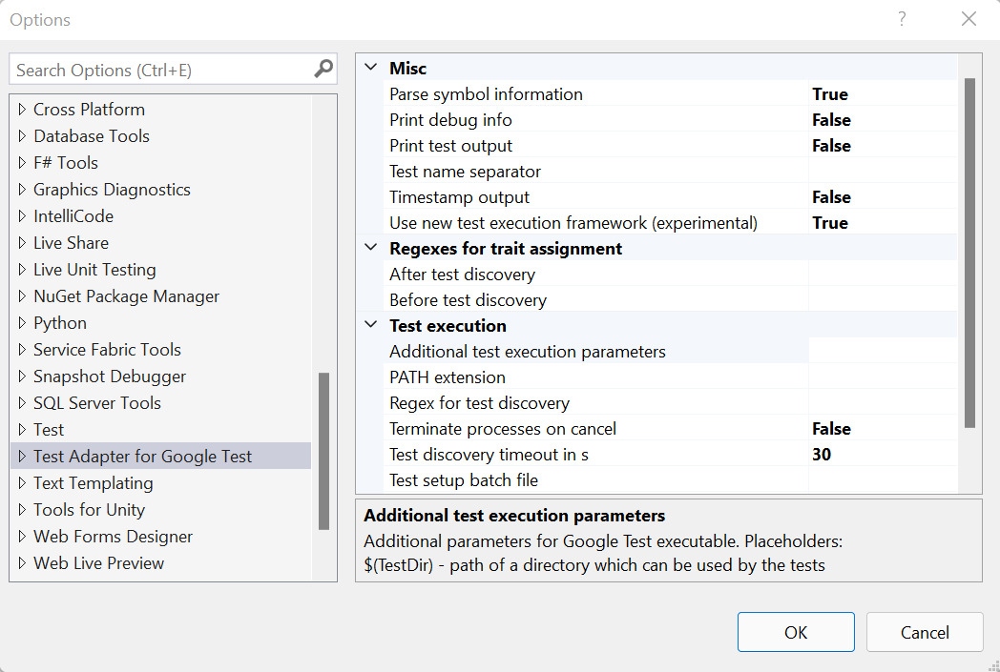 Options
?
Search Options (Ctrl+E)
Cross Platform
Database Tools
F# Tools
Graphics Diagnostics
IntelliCode
Live Share
Live Unit Testing
NuGet Package Manager
Python
Service Fabric Tools
Snapshot Debugger
SQL Server Tools
Test
Test Adapter for Google Test
Text Templating
Tools for Unity
Web Forms Designer
Web Live Preview
Misc
Parse symbol information True
Print debug info False
Print test output False
Test name separator
Timestamp output False
Use new test execution framework (experimental) True
Regexes for trait assignment
After test discovery
Before test discovery
Test execution
Additional test execution parameters
PATH extension
Regex for test discovery
Terminate processes on cancel False
Test discovery timeout in s 30
Test setup batch file
Additional test execution parameters
Additional parameters for Google Test executable. Placeholders:
$(TestDir) - path of a directory which can be used by the tests
OK Cancel